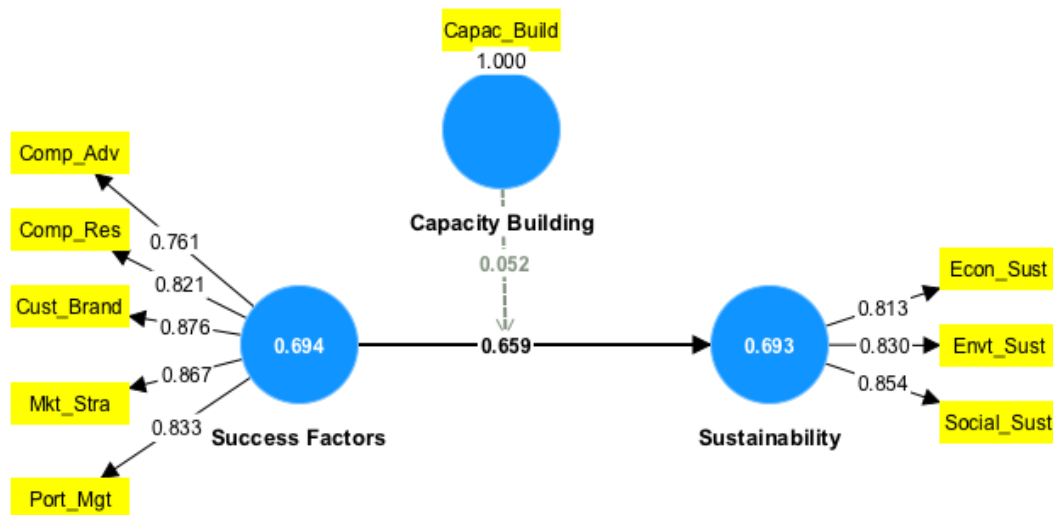 Capac_Build
1.000
Capacity Building
0.052
Comp_Adv
0.761
Comp_Res
0.821
Cust_Brand
0.876
Mkt_Stra
0.867
Port_Mgt
0.833
0.694
Success Factors
0.659
0.693
Sustainability
Econ_Sust
0.813
Envt_Sust
0.830
Social_Sust
0.854